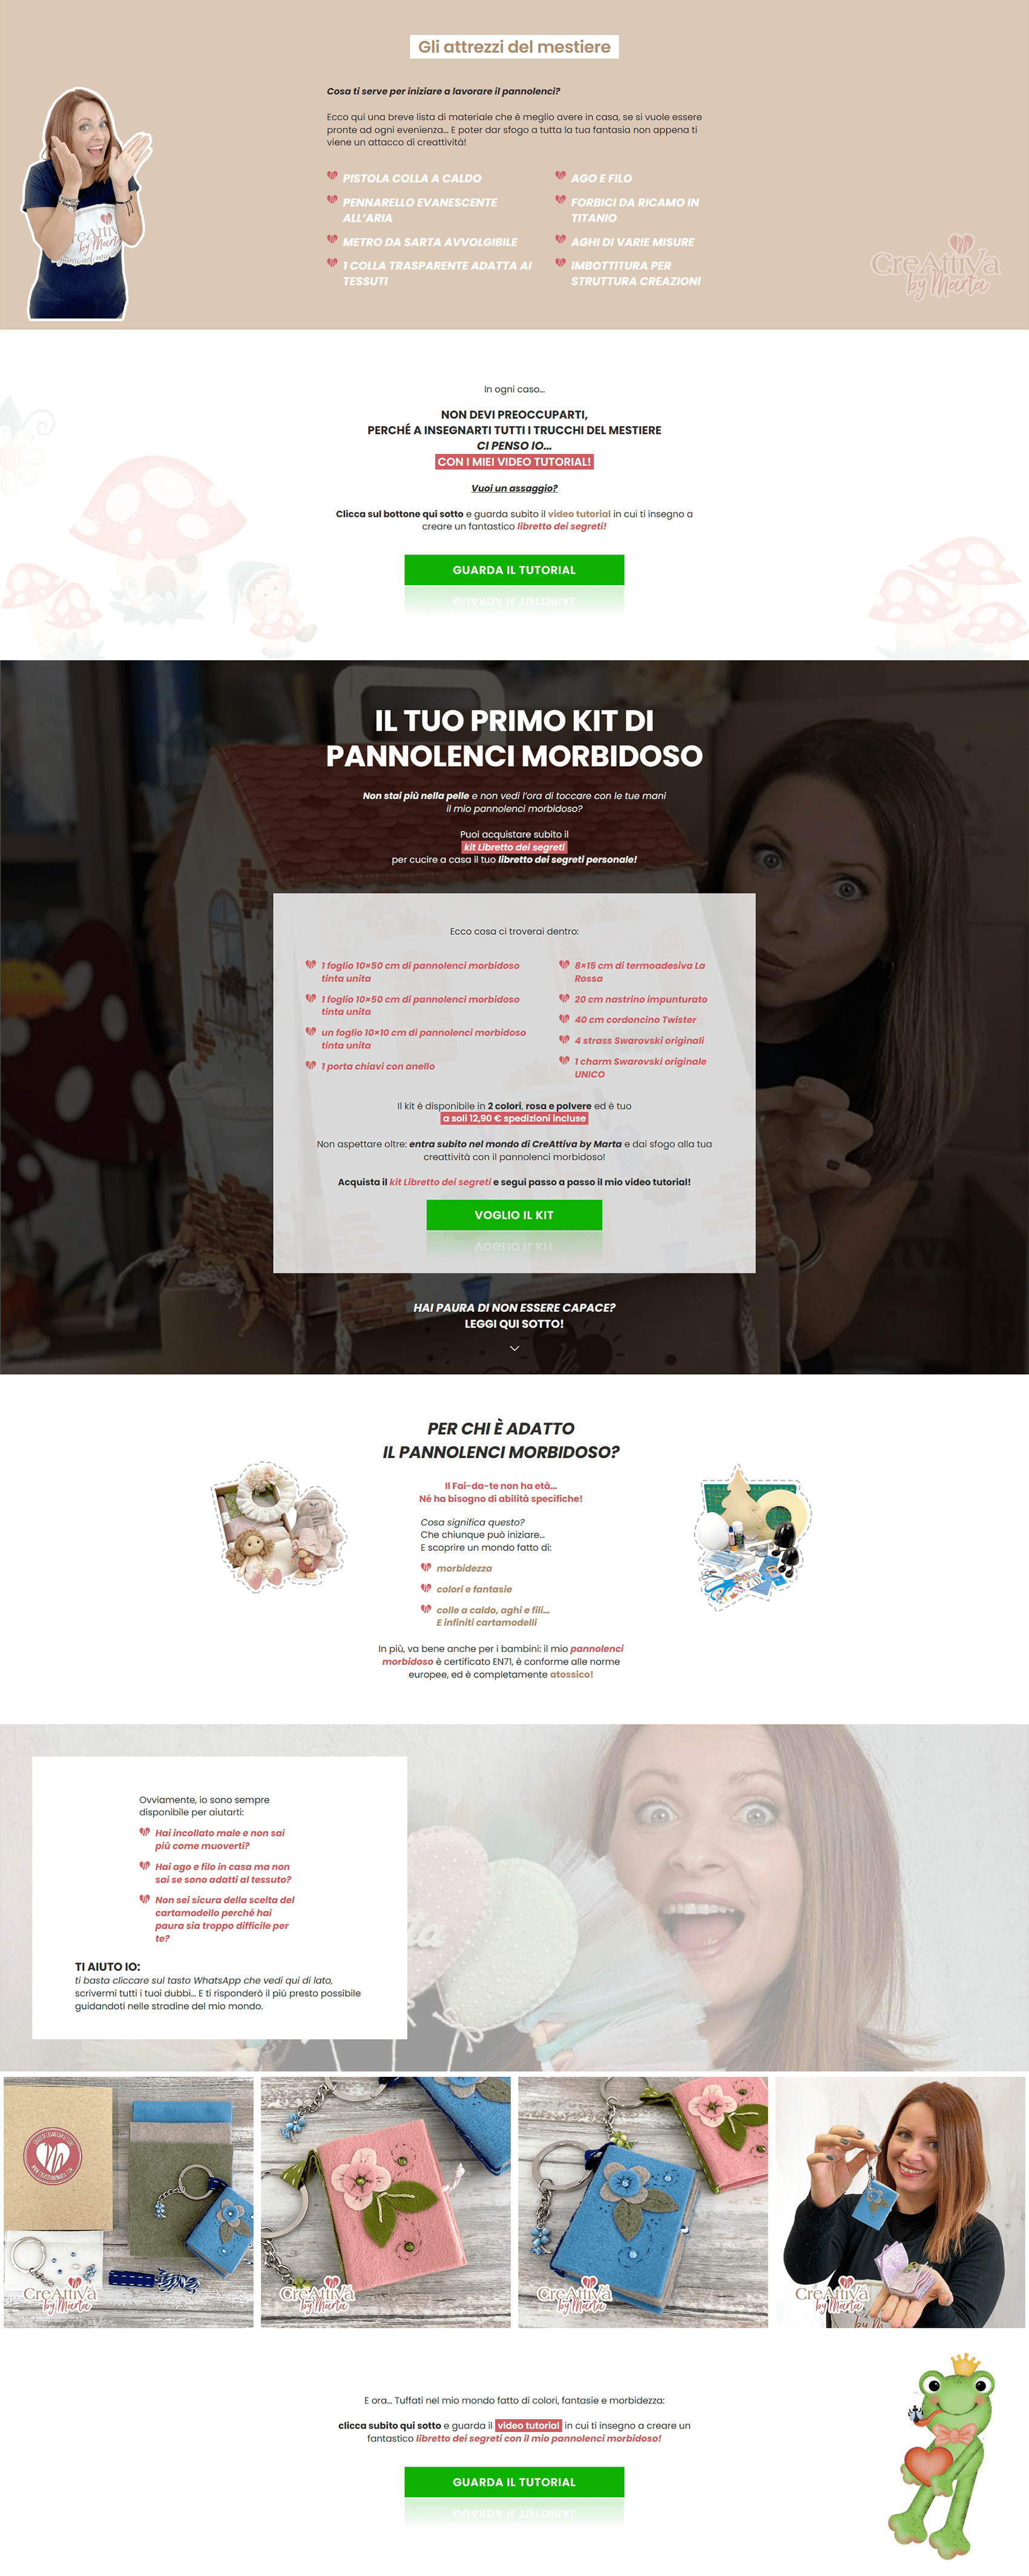 Gli attrezzi del mestiere
Cosa ti serve per iniziare a lavorare il pannolenci?
Ecco qui una breve lista di materiale che è meglio avere in casa, se si vuole essere
pronte ad ogni evenienza... E poter dar sfogo a tutta la tua fantasia non appena ti
viene un attacco di creattività!
PISTOLA COLLA A CALDO
PENNARELLO EVANESCENTE
ALL'ARIA
METRO DA SARTA AVVOLGIBILE
1 COLLA TRASPARENTE ADATTA AI
TESSUTI
AGO E FILO
FORBICI DA RICAMO IN
TITANIO
AGHI DI VARIE MISURE
IMBOTTITURA PER
STRUTTURA CREAZIONI
CreAttiva
by Marta
In ogni caso...
NON DEVI PREOCCUPARTI,
PERCHÉ A INSEGNARTI TUTTI I TRUCCHI DEL MESTIERE
CI PENSO IO...
CON I MIEI VIDEO TUTORIAL!
Vuoi un assaggio?
Clicca sul bottone qui sotto e guarda subito il video tutorial in cui ti insegno a
creare un fantastico libretto dei segreti!
GUARDA IL TUTORIAL
IL TUO PRIMO KIT DI
PANNOLENCI MORBIDOSO
Non stai più nella pelle e non vedi l'ora di toccare con le tue mani
il mio pannolenci morbidoso?
Puoi acquistare subito il
kit Libretto dei segreti
per cucire a casa il tuo libretto dei segreti personale!
Ecco cosa ci troverai dentro:
1 foglio 10×50 cm di pannolenci morbidoso
tinta unita
1 foglio 10×50 cm di pannolenci morbidoso
tinta unita
un foglio 10×10 cm di pannolenci morbidoso
tinta unita
1 porta chiavi con anello
8×15 cm di termoadesiva La
Rossa
20 cm nastrino impunturato
40 cm cordoncino Twister
4 strass Swarovski originali
1 charm Swarovski originale
UNICO
Il kit è disponibile in 2 colori, rosa e polvere ed è tuo
a soli 12,90 € spedizioni incluse
Non aspettare oltre: entra subito nel mondo di CreAttiva by Marta e dai sfogo alla tua
creattività con il pannolenci morbidoso!
Acquista il kit Libretto dei segreti e segui passo a passo il mio video tutorial!
VOGLIO IL KIT
HAI PAURA DI NON ESSERE CAPACE?
LEGGI QUI SOTTO!
PER CHI È ADATTO
IL PANNOLENCI MORBIDOSO?
Il Fai-da-te non ha età...
Né ha bisogno di abilità specifiche!
Cosa significa questo?
Che chiunque può iniziare...
E scoprire un mondo fatto di:
morbidezza
colori e fantasie
colle a caldo, aghi e fili...
E infiniti cartamodelli
In più, va bene anche per i bambini: il mio pannolenci
morbidoso è certificato EN71, è conforme alle norme
europee, ed è completamente atossico!
Ovviamente, io sono sempre
disponibile per aiutarti:
Hai incollato male e non sai
più come muoverti?
Hai ago e filo in casa ma non
sai se sono adatti al tessuto?
Non sei sicura della scelta del
cartamodello perché hai
paura sia troppo difficile per
te?
TI AIUTO IO:
ti basta cliccare sul tasto WhatsApp che vedi qui di lato,
scrivermi tutti i tuoi dubbi... E ti risponderò il più presto possibile
guidandoti nelle stradine del mio mondo.
CreAttiva
by Marta
CreAttiva
by Marta
CreAttiva
by Marta
CreAttiva
by Marta
E ora... Tuffati nel mio mondo fatto di colori, fantasie e morbidezza:
clicca subito qui sotto e guarda il video tutorial in cui ti insegno a creare un
fantastico libretto dei segreti con il mio pannolenci morbidoso!
GUARDA IL TUTORIAL